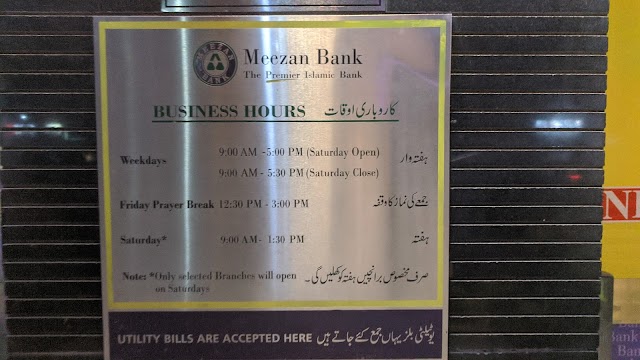 MEEZAN BANK
Meezan Bank
The Premier Islamic Bank
BUSINESS HOURS کاروباری اوقات
Weekdays 9:00 AM -5:00 PM (Saturday Open) ہفتہ وار
9:00 AM - 5:30 PM (Saturday Close)
Friday Prayer Break 12:30 PM - 3:00 PM جمعے کی نماز کا وقفہ
Saturday* 9:00 AM- 1:30 PM ہفتہ
Note: *Only selected Branches will open صرف مخصوص برانچیں ہفتہ کو کھلیں گی۔
on Saturdays
UTILITY BILLS ARE ACCEPTED HERE یوٹیلٹی بلز یہاں جمع کئے جاتے ہیں
Bank